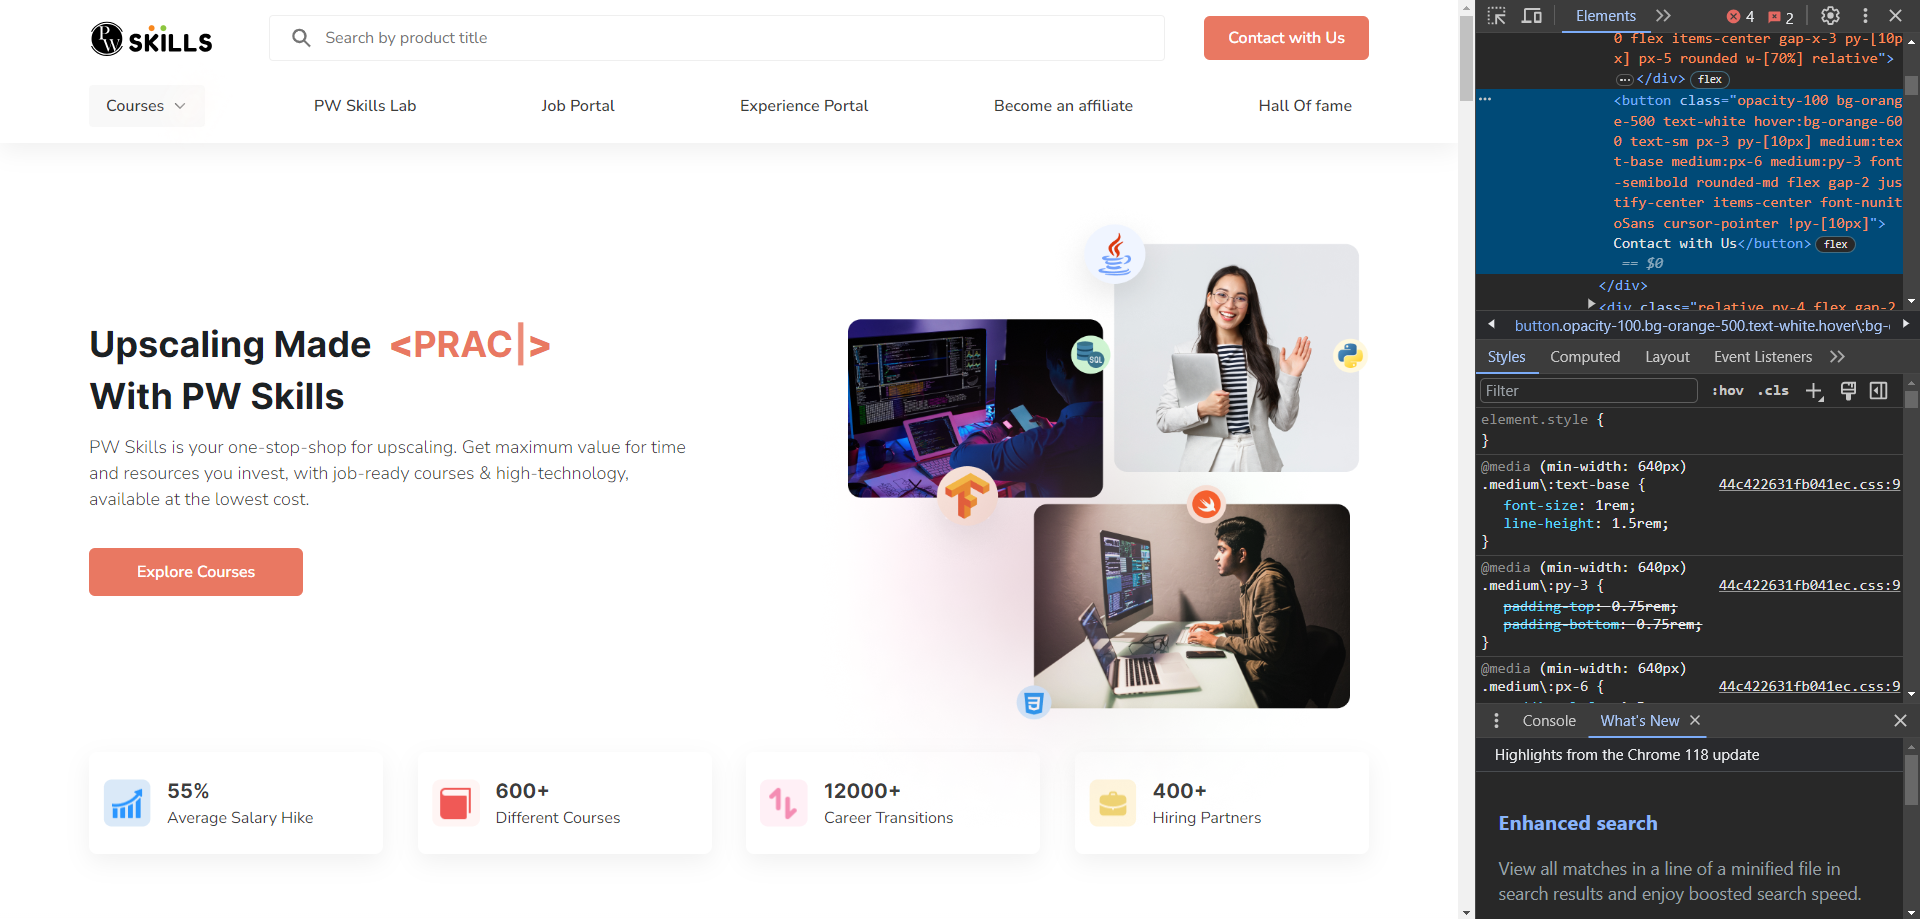 PW SKILLS
Search by product title
Contact with Us
Courses
PW Skills Lab
Job Portal
Experience Portal
Become an affiliate
Hall Of fame
Upscaling Made <PRAC|>
With PW Skills
PW Skills is your one-stop-shop for upscaling. Get maximum value for time
and resources you invest, with job-ready courses & high-technology,
available at the lowest cost.
Explore Courses
SQL
55%
Average Salary Hike
600+
Different Courses
12000+
Career Transitions
400+
Hiring Partners
Elements
4
2
0 flex items-center gap-x-3 py-[10p
x] px-5 rounded w-[70%] relative">
… </div> flex
<button class="opacity-100 bg-orang
e-500 text-white hover:bg-orange-60
0 text-sm px-3 py-[10px] medium:tex
t-base medium:px-6 medium:py-3 font
-semibold rounded-md flex gap-2 jus
tify-center items-center font-nunit
oSans cursor-pointer !py-[10px]">
Contact with Us</button> flex
== $0
</div>
<div class="relative py-4 flex gap-2
button.opacity-100.bg-orange-500.text-white.hover\:bg-
Styles
Computed
Layout
Event Listeners
Filter
:hov
.cls
element.style {
}
@media (min-width: 640px)
.medium\:text-base {
44c422631fb041ec.css:9
font-size: 1rem;
line-height: 1.5rem;
}
@media (min-width: 640px)
.medium\:py-3 {
44c422631fb041ec.css:9
padding-top: 0.75rem;
padding-bottom: 0.75rem;
}
@media (min-width: 640px)
.medium\:px-6 {
44c422631fb041ec.css:9
Console
What's New
Highlights from the Chrome 118 update
Enhanced search
View all matches in a line of a minified file in
search results and enjoy boosted search speed.